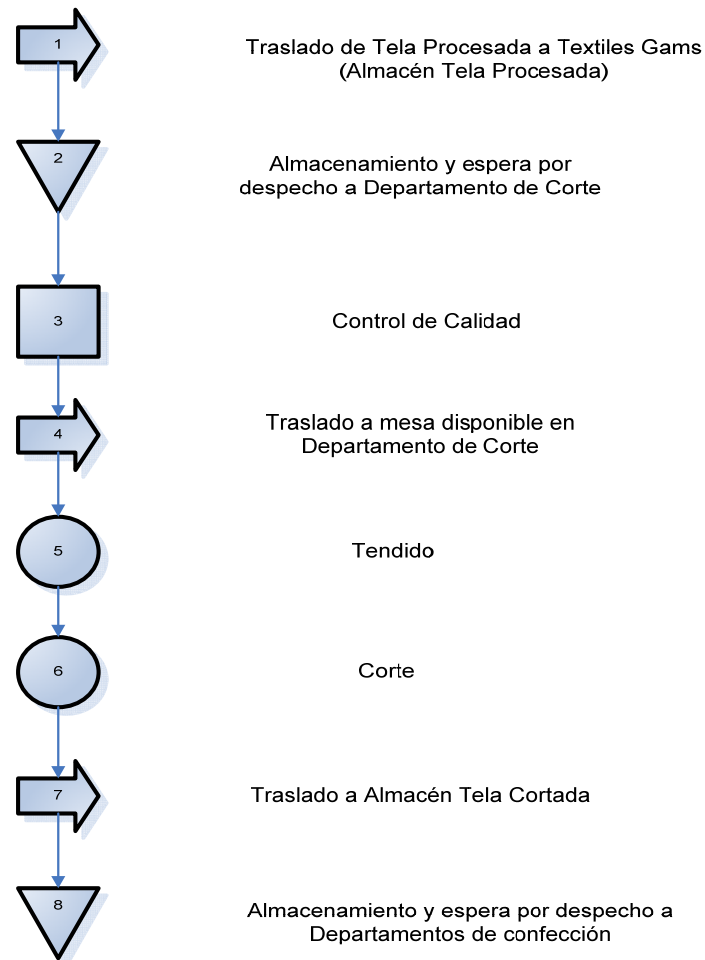 1
Traslado de Tela Procesada a Textiles Gams
(Almacén Tela Procesada)
2
Almacenamiento y espera por
despecho a Departamento de Corte
3
Control de Calidad
4
Traslado a mesa disponible en
Departamento de Corte
5
Tendido
6
Corte
7
Traslado a Almacén Tela Cortada
8
Almacenamiento y espera por despecho a
Departamentos de confección